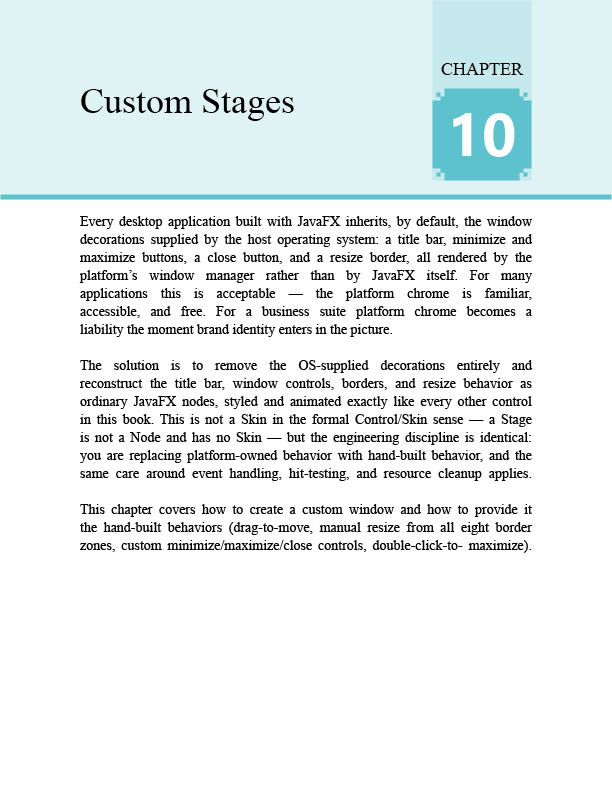 CHAPTER
Custom Stages
10
Every desktop application built with JavaFX inherits, by default, the window
decorations supplied by the host operating system: a title bar, minimize and
maximize buttons, a close button, and a resize border, all rendered by the
platform’s window manager rather than by JavaFX itself. For many
applications this is acceptable — the platform chrome is familiar,
accessible, and free. For a business suite platform chrome becomes a
liability the moment brand identity enters in the picture.
The solution is to remove the OS-supplied decorations entirely and
reconstruct the title bar, window controls, borders, and resize behavior as
ordinary JavaFX nodes, styled and animated exactly like every other control
in this book. This is not a Skin in the formal Control/Skin sense — a Stage
is not a Node and has no Skin — but the engineering discipline is identical:
you are replacing platform-owned behavior with hand-built behavior, and the
same care around event handling, hit-testing, and resource cleanup applies.
This chapter covers how to create a custom window and how to provide it
the hand-built behaviors (drag-to-move, manual resize from all eight border
zones, custom minimize/maximize/close controls, double-click-to- maximize).